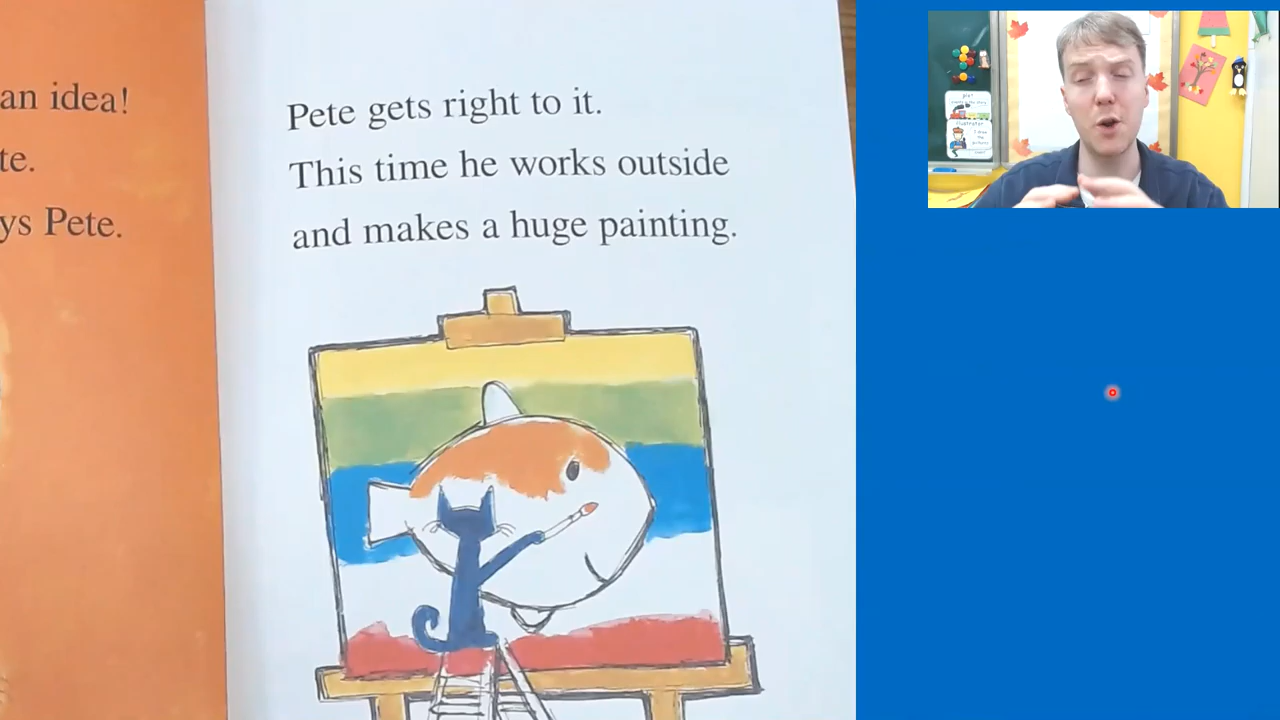 an idea!
te.
ys Pete.
Pete gets right to it.
This time he works outside
and makes a huge painting.